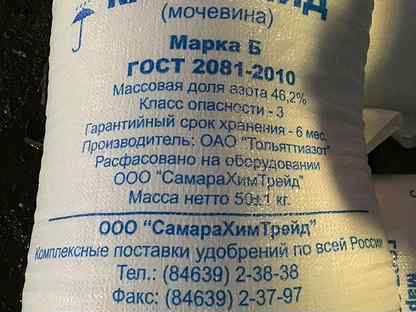 (мочевина)
Марка Б
ГОСТ 2081-2010
Массовая доля азота 46,2%
Класс опасности - 3
Гарантийный срок хранения - 6 мес.
Производитель: ОАО "Тольяттиазот"
Расфасовано на оборудовании
ООО "СамараХимТрейд"
Масса нетто 50±1 кг.
ООО "СамараХимТрейд"
Комплексные поставки удобрений по всей России
Тел.: (84639) 2-38-38
Факс: (84639) 2-37-97